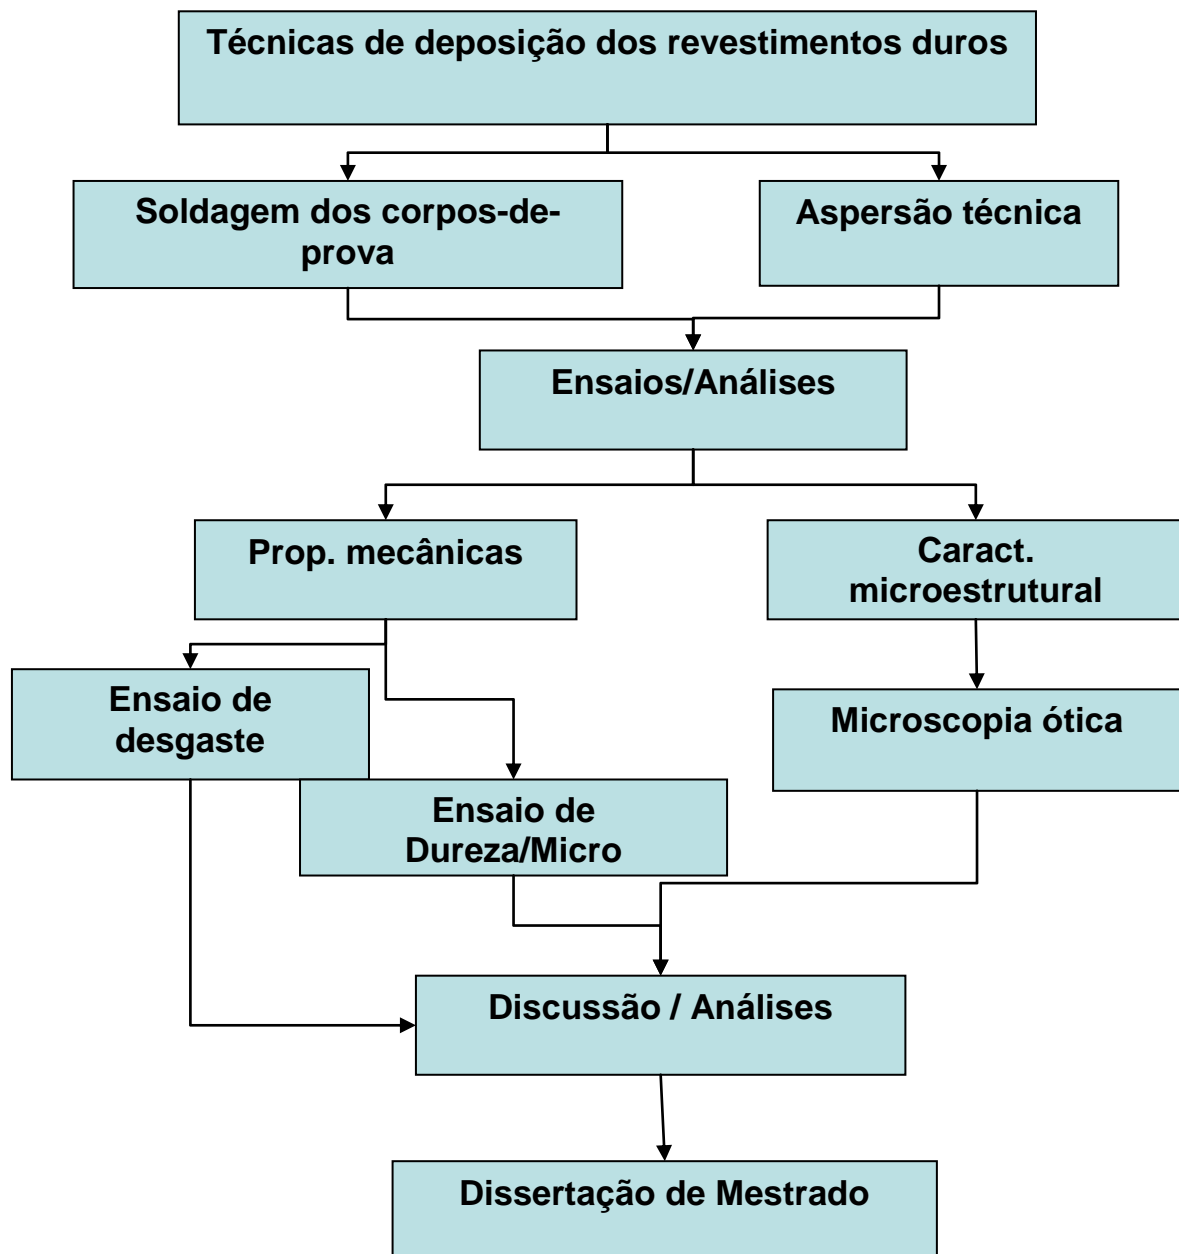 Técnicas de deposição dos revestimentos duros
Soldagem dos corpos-de-
prova
Aspersão técnica
Ensaios/Análises
Prop. mecânicas
Caract.
microestrutural
Ensaio de
desgaste
Microscopia ótica
Ensaio de
Dureza/Micro
Discussão / Análises
Dissertação de Mestrado